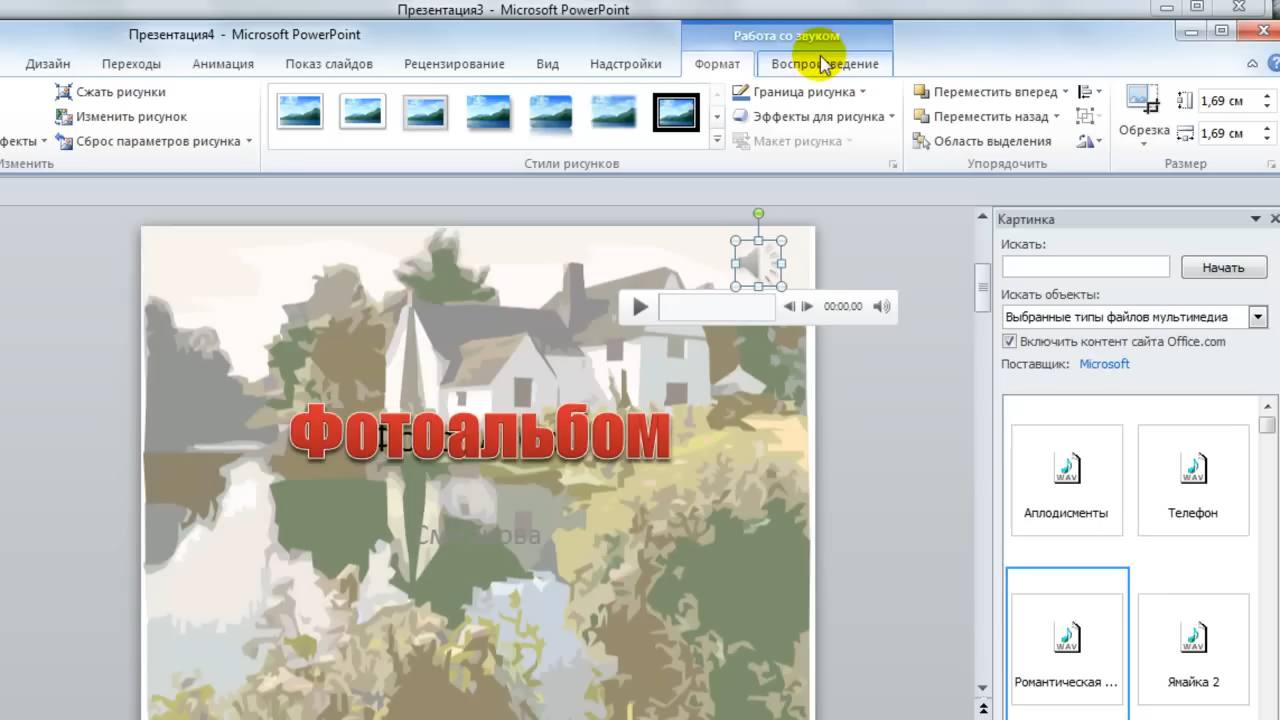 Презентация3 - Microsoft PowerPoint
Презентация4 - Microsoft PowerPoint
Работа со звуком
Дизайн Переходы Анимация Показ слайдов Рецензирование Вид Надстройки Формат Воспроизведение
Сжать рисунки
Изменить рисунок
фекты Сброс параметров рисунка
Изменить
Стили рисунков
Граница рисунка
Эффекты для рисунка
Макет рисунка
Переместить вперед
Переместить назад
Область выделения
Упорядочить
Обрезка
1,69 см
1,69 см
Размер
00:00,00
Фотоальбом
Картинка
Искать:
Начать
Искать объекты:
Выбранные типы файлов мультимедиа
Включить контент сайта Office.com
Поставщик: Microsoft
WAV
Аплодисменты
WAV
Телефон
WAV
Романтическая ...
WAV
Ямайка 2